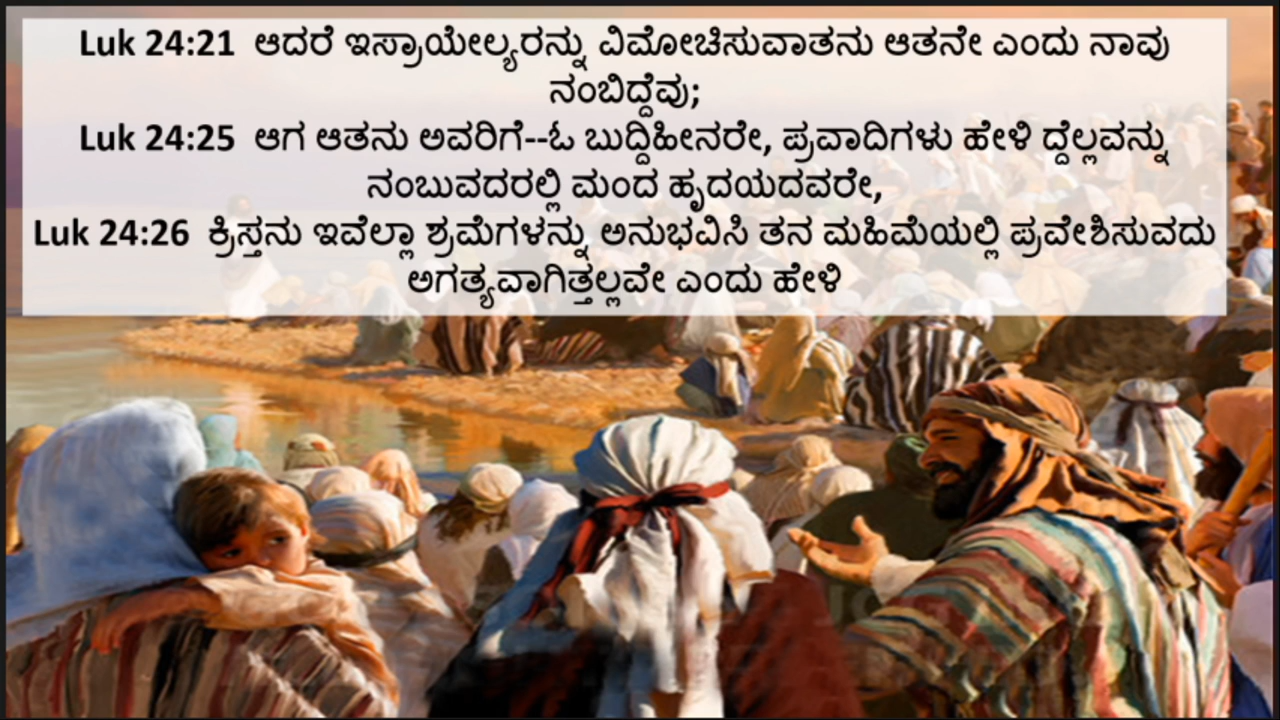 Luk 24:21 ಆದರೆ ಇಸ್ರಾಯೇಲ್ಯರನ್ನು ವಿಮೋಚಿಸುವಾತನು ಆತನೇ ಎಂದು ನಾವು
ನಂಬಿದ್ದೆವು;
Luk 24:25 ಆಗ ಆತನು ಅವರಿಗೆ--ಓ ಬುದ್ದಿಹೀನರೇ, ಪ್ರವಾದಿಗಳು ಹೇಳಿ ದ್ದೆಲ್ಲವನ್ನು
ನಂಬುವದರಲ್ಲಿ ಮಂದ ಹೃದಯದವರೇ,
Luk 24:26 ಕ್ರಿಸ್ತನು ಇವೆಲ್ಲಾ ಶ್ರಮೆಗಳನ್ನು ಅನುಭವಿಸಿ ತನ ಮಹಿಮೆಯಲ್ಲಿ ಪ್ರವೇಶಿಸುವದು
ಅಗತ್ಯವಾಗಿತ್ತಲ್ಲವೇ ಎಂದು ಹೇಳಿ